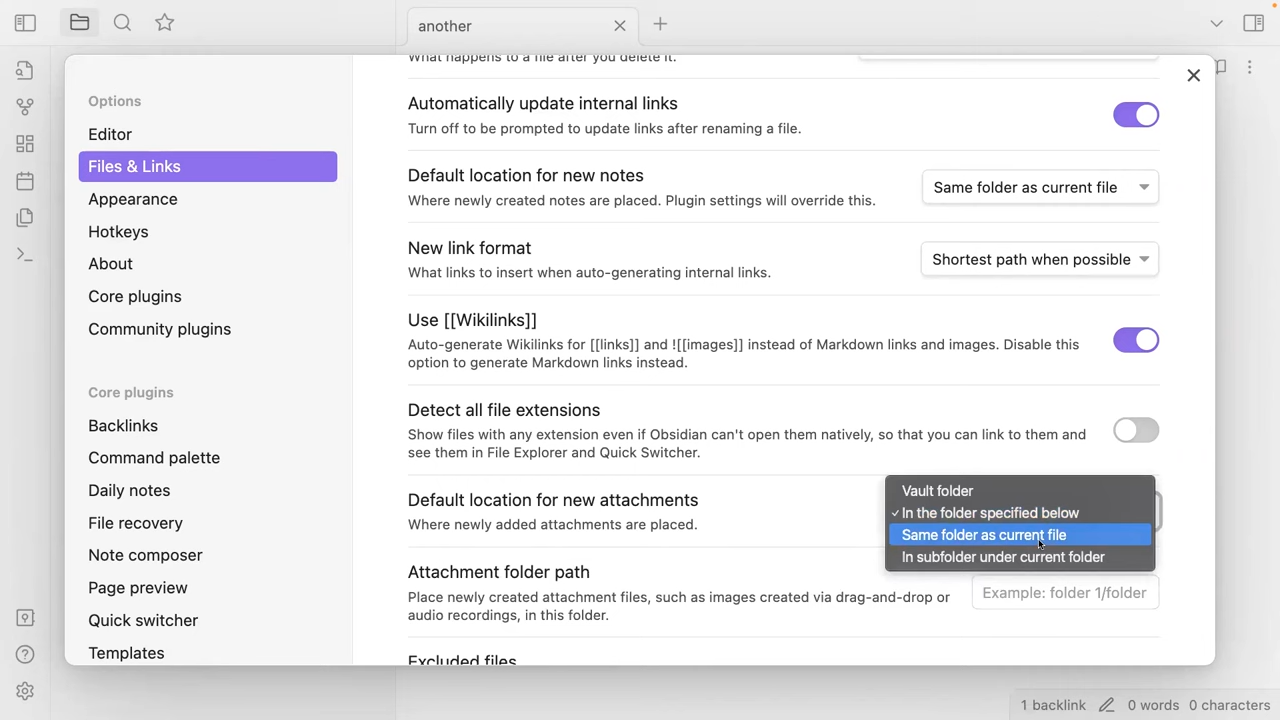 another
What happens to a file after you delete it.
Options
Editor
Files & Links
Appearance
Hotkeys
About
Core plugins
Community plugins
Core plugins
Backlinks
Command palette
Daily notes
File recovery
Note composer
Page preview
Quick switcher
Templates
Automatically update internal links
Turn off to be prompted to update links after renaming a file.
Default location for new notes
Where newly created notes are placed. Plugin settings will override this.
Same folder as current file
New link format
What links to insert when auto-generating internal links.
Shortest path when possible
Use [[Wikilinks]]
Auto-generate Wikilinks for [[links]] and ![[images]] instead of Markdown links and images. Disable this
option to generate Markdown links instead.
Detect all file extensions
Show files with any extension even if Obsidian can't open them natively, so that you can link to them and
see them in File Explorer and Quick Switcher.
Default location for new attachments
Where newly added attachments are placed.
Vault folder
✓ In the folder specified below
Same folder as current file
In subfolder under current folder
Attachment folder path
Place newly created attachment files, such as images created via drag-and-drop or
audio recordings, in this folder.
Example: folder 1/folder
Excluded files
1 backlink 0 words 0 characters